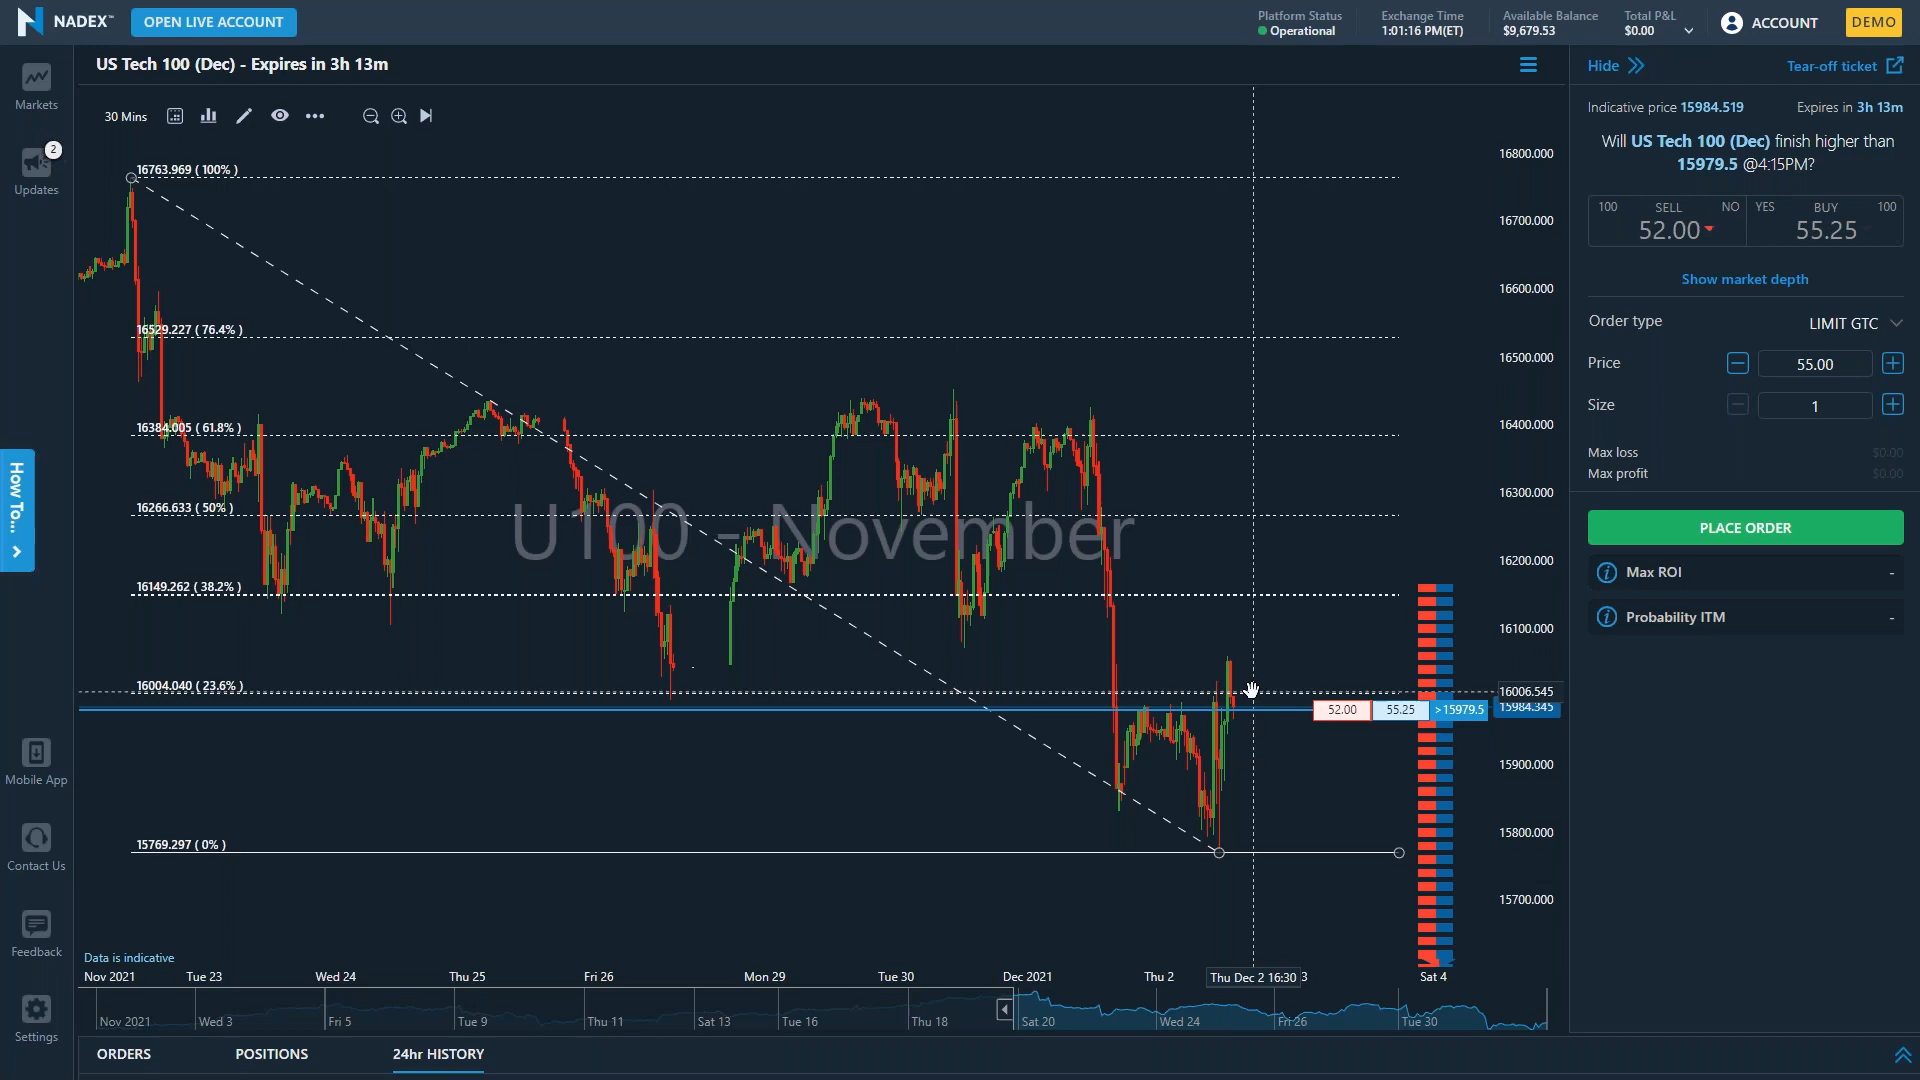 NADEX™
OPEN LIVE ACCOUNT
Platform Status
Operational
Exchange Time
1:01:16 PM(ET)
Available Balance
$9,679.53
Total P&L
$0.00
ACCOUNT
DEMO
Markets
2
Updates
How To...
Mobile App
Contact Us
Feedback
Settings
US Tech 100 (Dec) - Expires in 3h 13m
30 Mins
16763.969 ( 100% )
16529.227 ( 76.4% )
16384.005 ( 61.8% )
16266.633 ( 50% )
16149.262 ( 38.2% )
16004.040 ( 23.6% )
15769.297 ( 0% )
U100 - November
16800.000
16700.000
16600.000
16500.000
16400.000
16300.000
16200.000
16100.000
16006.545
15984.345
15900.000
15800.000
15700.000
52.00
55.25
>15979.5
Data is indicative
Nov 2021
Tue 23
Wed 24
Thu 25
Fri 26
Mon 29
Tue 30
Dec 2021
Thu 2
Thu Dec 2 16:30
3
Sat 4
Nov 2021
Wed 3
Fri 5
Tue 9
Thu 11
Sat 13
Tue 16
Thu 18
Sat 20
Wed 24
Fri 26
Tue 30
ORDERS
POSITIONS
24hr HISTORY
Hide
Tear-off ticket
Indicative price 15984.519
Expires in 3h 13m
Will US Tech 100 (Dec) finish higher than
15979.5 @4:15PM?
100
SELL
NO
52.00
YES
BUY
100
55.25
Show market depth
Order type
LIMIT GTC
Price
55.00
Size
1
Max loss
$0.00
Max profit
$0.00
PLACE ORDER
Max ROI
-
Probability ITM
-